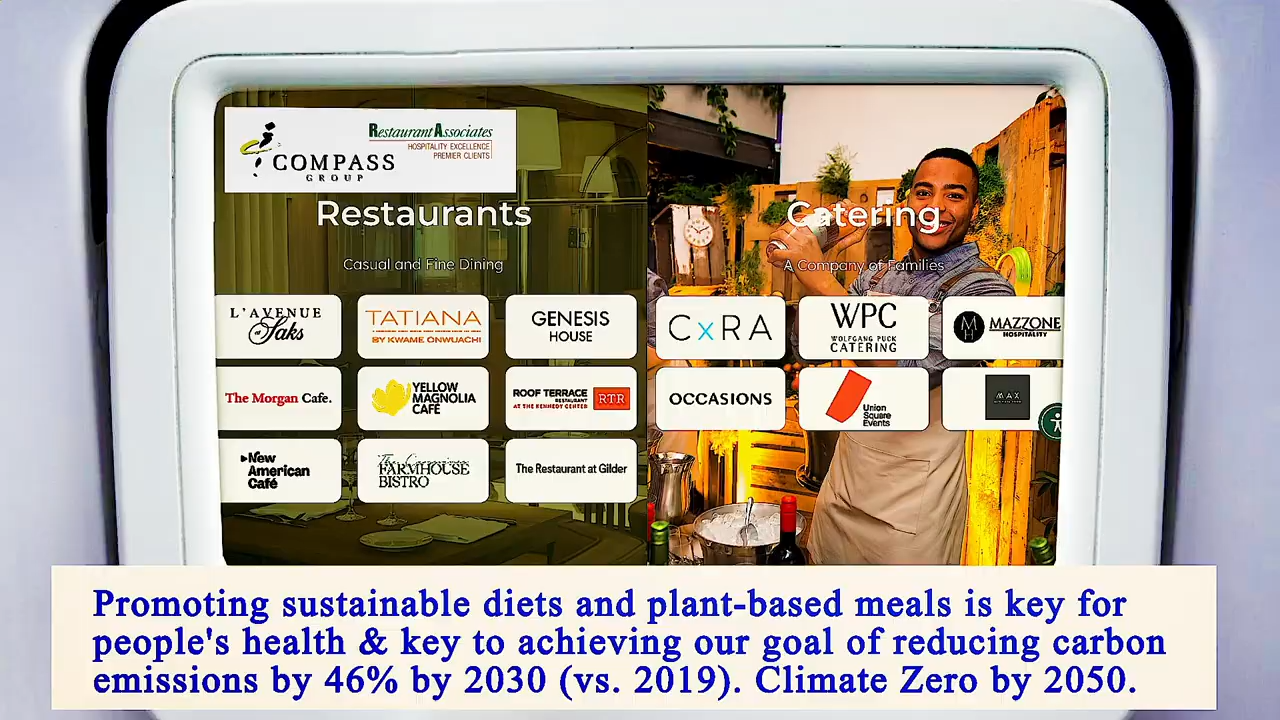 COMPASS
GROUP
Restaurant Associates
HOSPITALITY EXCELLENCE
PREMIER CLIENTS
Restaurants
Casual and Fine Dining
L'AVENUE
at Saks
TATIANA
BY KWAME ONWUACHI
GENESIS
HOUSE
The Morgan Cafe.
YELLOW
MAGNOLIA
CAFÉ
ROOF TERRACE
RESTAURANT
AT THE KENNEDY CENTER
RTR
New
American
Café
FARMHOUSE
BISTRO
The Restaurant at Gilder
Catering
A Company of Families
CxRA
WPC
WOLFGANG PUCK
CATERING
MH
MAZZONE
HOSPITALITY
OCCASIONS
Union
Square
Events
MAX
Promoting sustainable diets and plant-based meals is key for
people's health & key to achieving our goal of reducing carbon
emissions by 46% by 2030 (vs. 2019). Climate Zero by 2050.